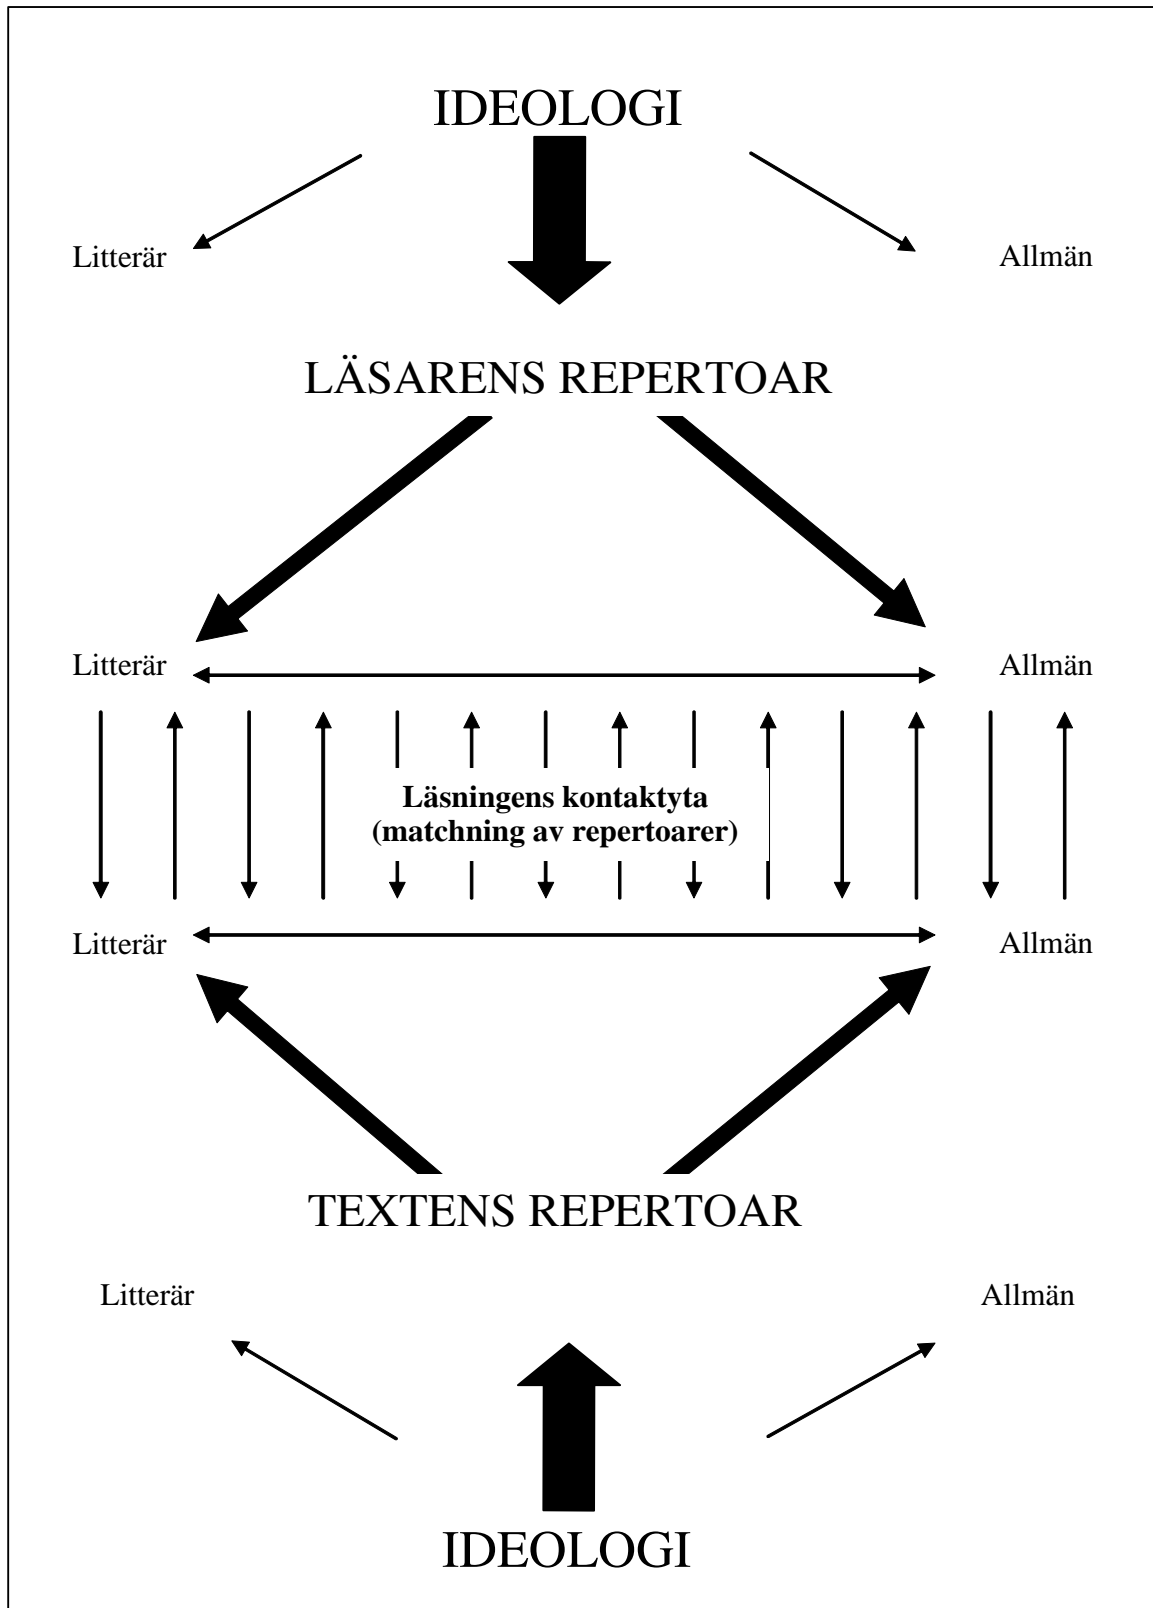 IDEOLOGI
Litterär
Allmän
LÄSARENS REPERTOAR
Litterär
Allmän
Läsningens kontaktyta
(matchning av repertoarer)
Litterär
Allmän
TEXTENS REPERTOAR
Litterär
Allmän
IDEOLOGI